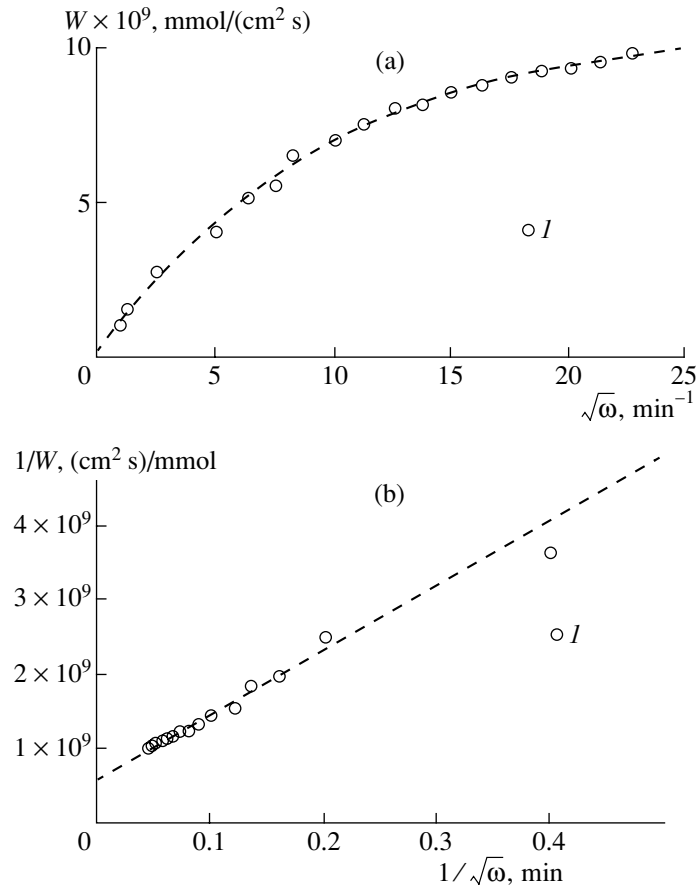 W × 10⁹, mmol/(cm² s)
10
(a)
5
1
0 5 10 15 20 25
√ω, min⁻¹
1/W, (cm² s)/mmol
(b)
4 × 10⁹
3 × 10⁹
1
2 × 10⁹
1 × 10⁹
0 0.1 0.2 0.3 0.4
1/√ω, min